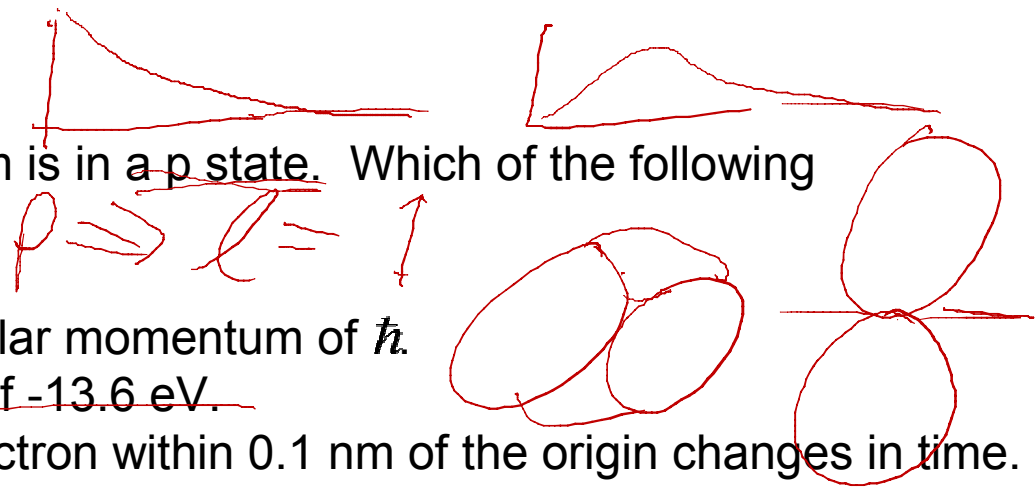 n is in a p state. Which of the following
p ⇒ l = 1
lar momentum of ℏ.
f -13.6 eV.
ctron within 0.1 nm of the origin changes in time.